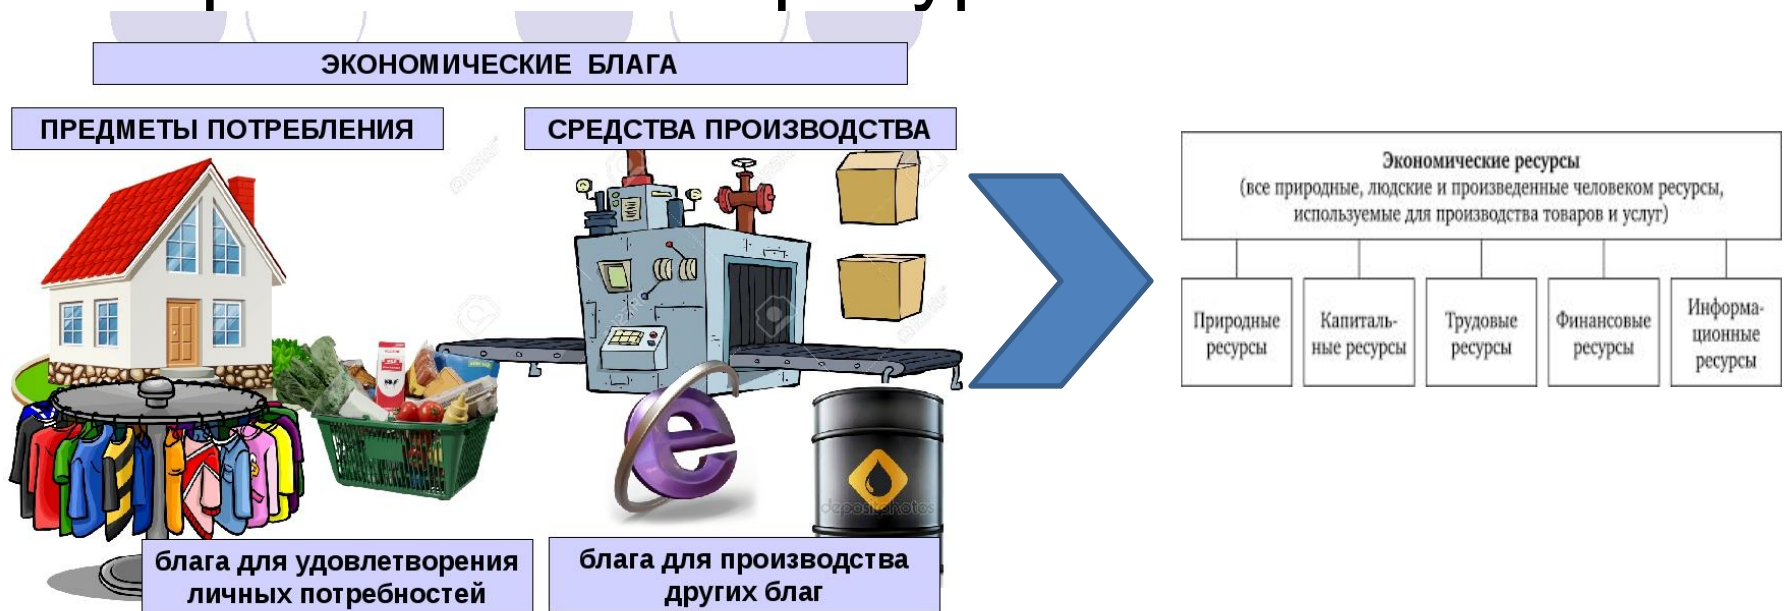 ЭКОНОМИЧЕСКИЕ БЛАГА
ПРЕДМЕТЫ ПОТРЕБЛЕНИЯ
СРЕДСТВА ПРОИЗВОДСТВА
e
depositphotos
благa для удовлетворения
личных потребностей
блага для производства
других благ
Экономические ресурсы
(все природные, людские и произведенные человеком ресурсы,
используемые для производства товаров и услуг)
Природные
ресурсы
Капиталь-
ные ресурсы
Трудовые
ресурсы
Финансовые
ресурсы
Информа-
ционные
ресурсы